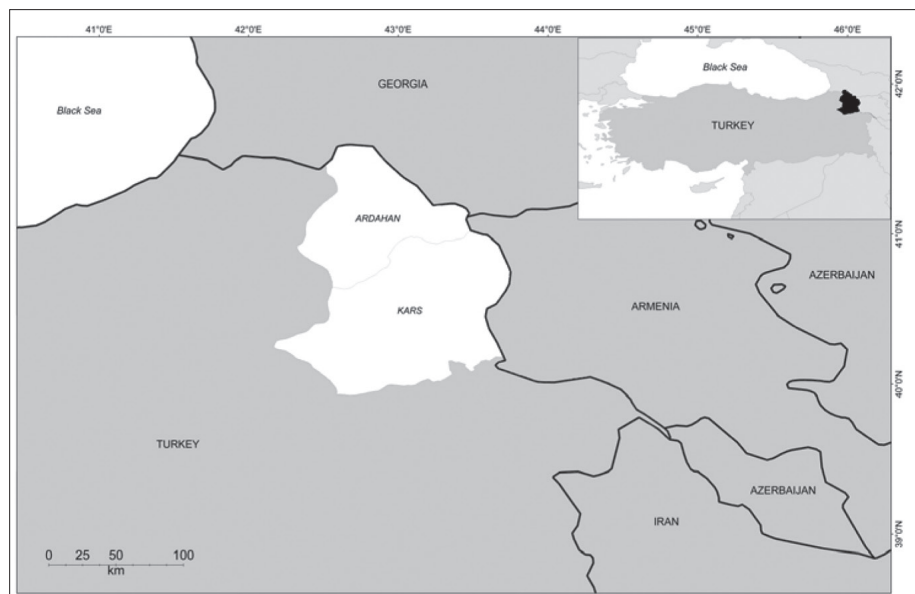 41°0'E 42°0'E 43°0'E 44°0'E 45°0'E 46°0'E
Black Sea
GEORGIA
Black Sea
TURKEY
42°0'N
ARDAHAN
41°0'N
KARS
ARMENIA
AZERBAIJAN
40°0'N
TURKEY
AZERBAIJAN
IRAN
39°0'N
0 25 50 100
km